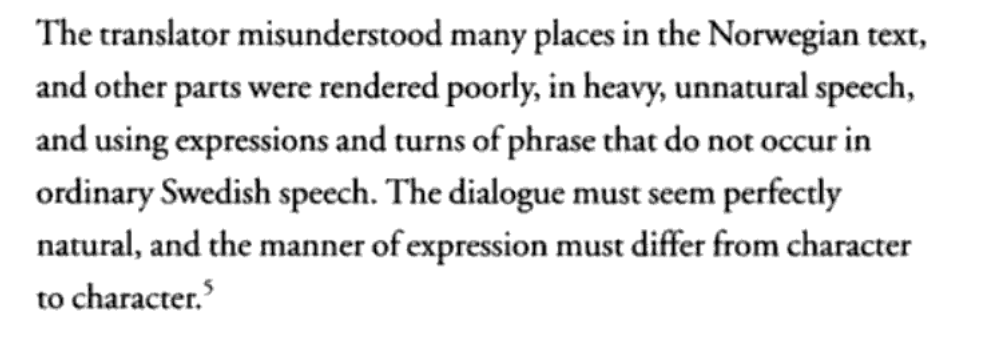 The translator misunderstood many places in the Norwegian text,
and other parts were rendered poorly, in heavy, unnatural speech,
and using expressions and turns of phrase that do not occur in
ordinary Swedish speech. The dialogue must seem perfectly
natural, and the manner of expression must differ from character
to character.⁵